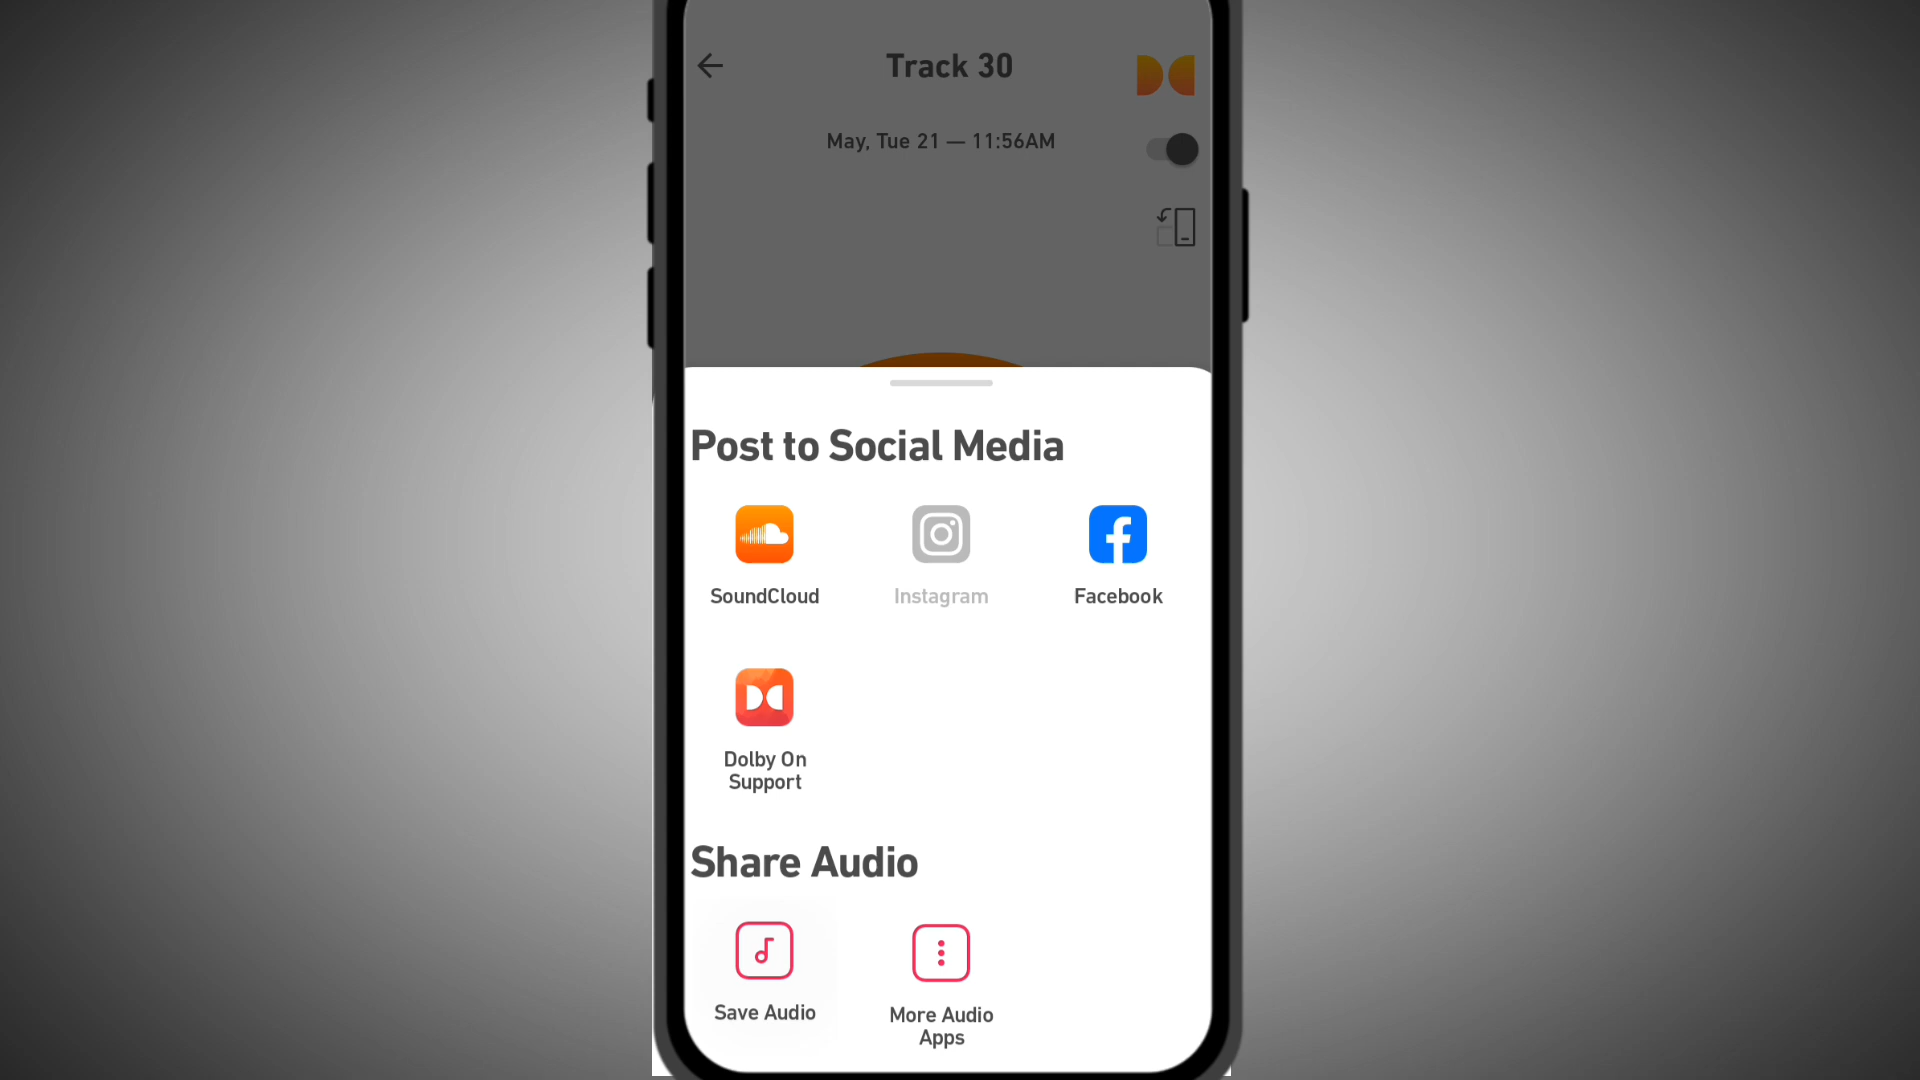 Track 30
May, Tue 21 — 11:56AM
Post to Social Media
SoundCloud
Instagram
Facebook
Dolby On
Support
Share Audio
Save Audio
More Audio
Apps